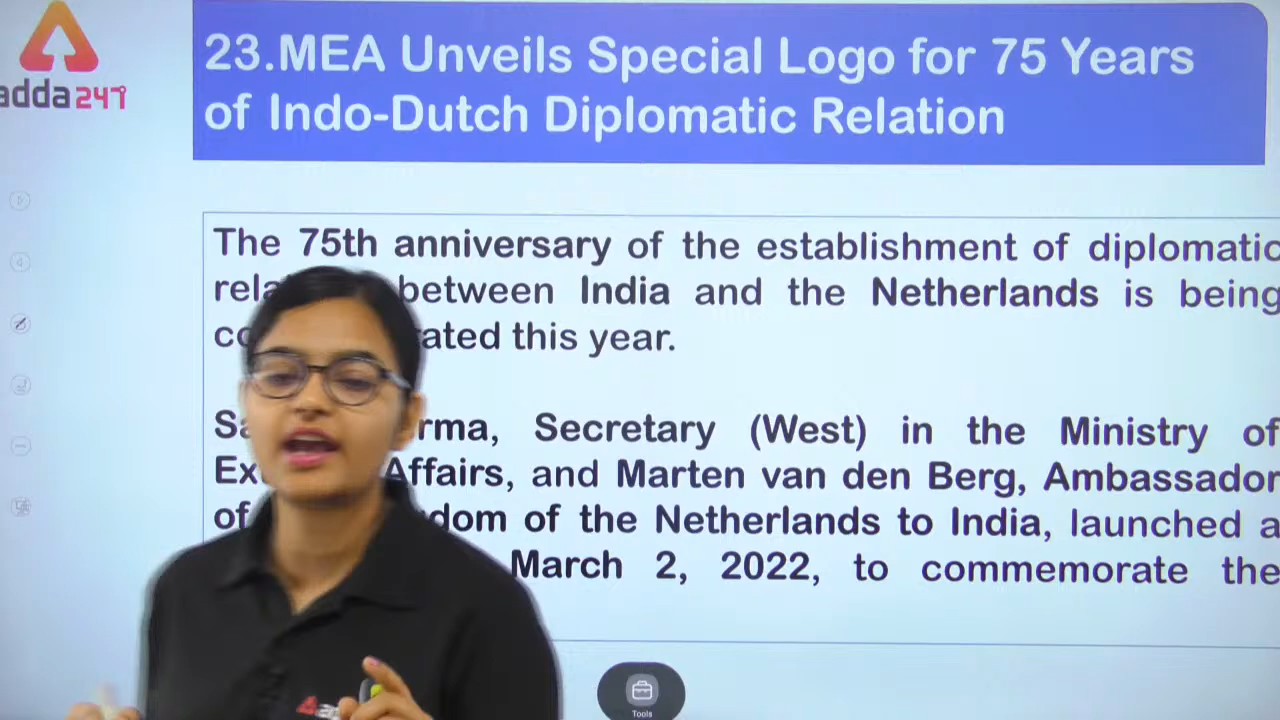 adda247
23.MEA Unveils Special Logo for 75 Years
of Indo-Dutch Diplomatic Relation
The 75th anniversary of the establishment of diplomatic
between India and the Netherlands is being
this year.
Secretary (West) in the Ministry of
Affairs, and Marten van den Berg, Ambassador
of of the Netherlands to India, launched a
March 2, 2022, to commemorate the
Tools